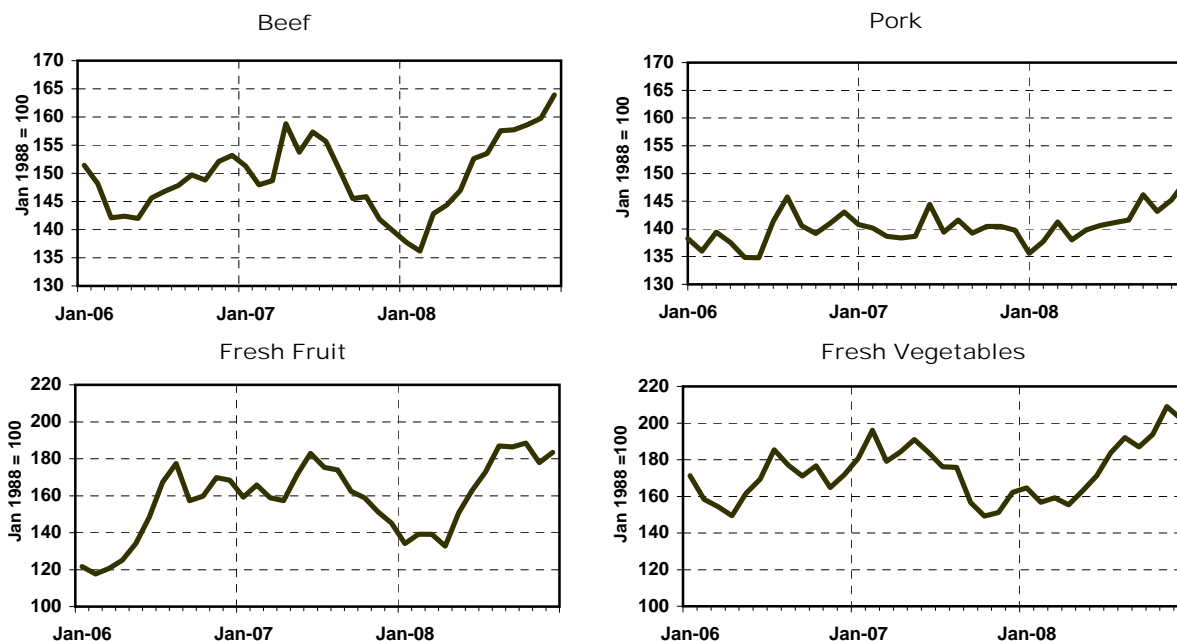 Beef
Jan 1988 = 100
170
165
160
155
150
145
140
135
130
Jan-06 Jan-07 Jan-08
Pork
Jan 1988 = 100
170
165
160
155
150
145
140
135
130
Jan-06 Jan-07 Jan-08
Fresh Fruit
Jan 1988 = 100
220
200
180
160
140
120
100
Jan-06 Jan-07 Jan-08
Fresh Vegetables
Jan 1988 =100
220
200
180
160
140
120
100
Jan-06 Jan-07 Jan-08